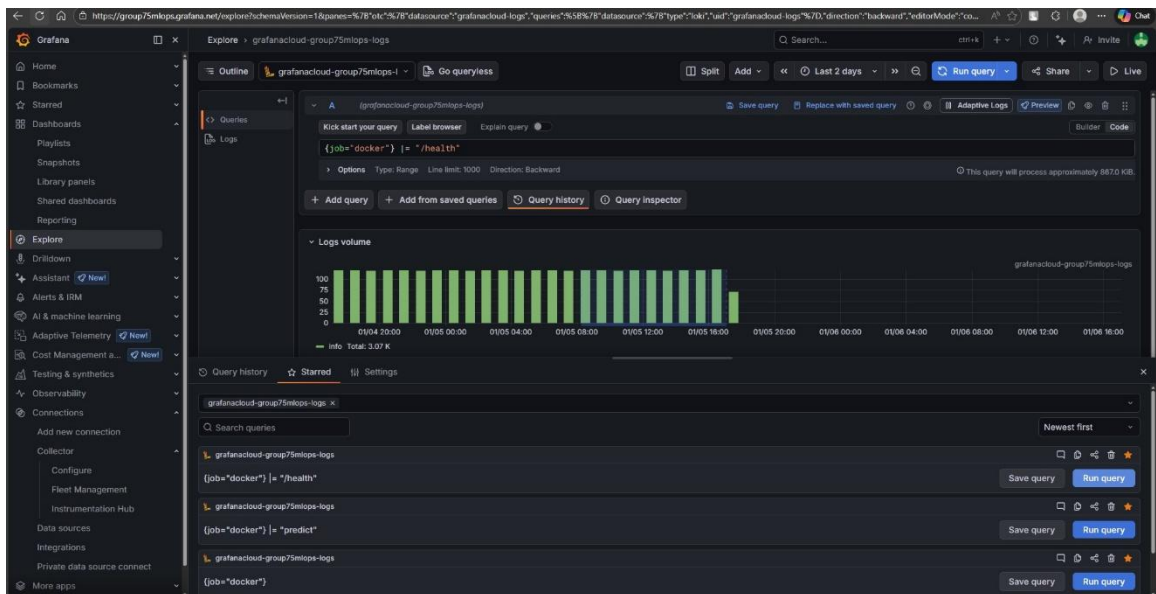 https://group75mlops.grafana.net/explore?schemaVersion=1&panes=%7B"otc":%7B"datasource":"grafanacloud-logs","queries":%5B%7B"datasource":%7B"type":"loki","uid":"grafanacloud-logs"%7D,"direction":"backward","editorMode":"co...
Chat
Grafana
Explore > grafanacloud-group75mlops-logs
Search...
ctrl+k
Invite
Home
Bookmarks
Starred
Dashboards
Playlists
Snapshots
Library panels
Shared dashboards
Reporting
Explore
Drilldown
Assistant New!
Alerts & IRM
AI & machine learning
Adaptive Telemetry New!
Cost Management a... New!
Testing & synthetics
Observability
Connections
Add new connection
Collector
Configure
Fleet Management
Instrumentation Hub
Data sources
Integrations
Private data source connect
More apps
Outline
grafanacloud-group75mlops-l
Go queryless
Split
Add
Last 2 days
Run query
Share
Live
Queries
Logs
A (grafanacloud-group75mlops-logs)
Save query
Replace with saved query
Adaptive Logs
Preview
Kick start your query
Label browser
Explain query
Builder
Code
{job="docker"} |= "/health"
Options Type: Range Line limit: 1000 Direction: Backward
This query will process approximately 887.0 KiB.
+ Add query
+ Add from saved queries
Query history
Query inspector
Logs volume
grafanacloud-group75mlops-logs
100
75
50
25
0
01/04 20:00
01/05 00:00
01/05 04:00
01/05 08:00
01/05 12:00
01/05 16:00
01/05 20:00
01/06 00:00
01/06 04:00
01/06 08:00
01/06 12:00
01/06 16:00
info Total: 3.07 K
Query history
Starred
Settings
grafanacloud-group75mlops-logs
Search queries
Newest first
grafanacloud-group75mlops-logs
{job="docker"} |= "/health"
Save query
Run query
grafanacloud-group75mlops-logs
{job="docker"} |= "predict"
Save query
Run query
grafanacloud-group75mlops-logs
{job="docker"}
Save query
Run query